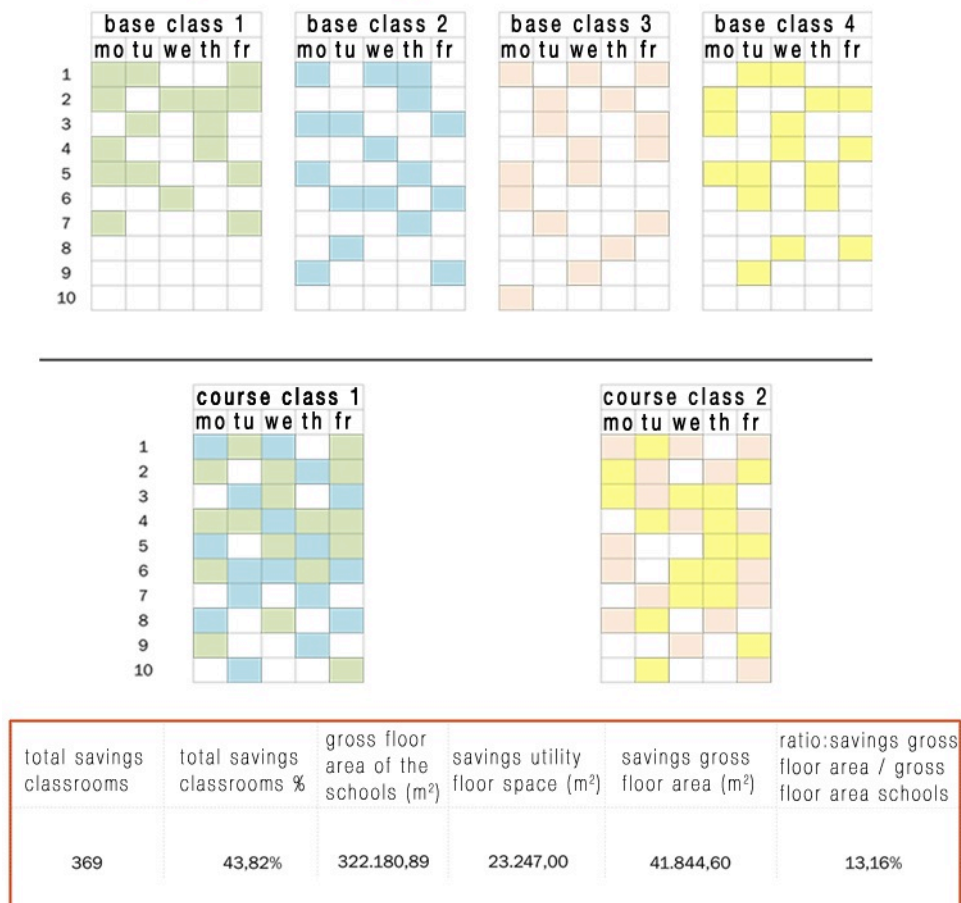 base class 1 base class 2 base class 3 base class 4
mo tu we th fr mo tu we th fr mo tu we th fr mo tu we th fr
1
2
3
4
5
6
7
8
9
10
course class 1 course class 2
mo tu we th fr mo tu we th fr
1
2
3
4
5
6
7
8
9
10
total savings
classrooms
total savings
classrooms %
gross floor
area of the
schools (m²)
savings utility
floor space (m²)
savings gross
floor area (m²)
ratio:savings gross
floor area / gross
floor area schools
369 43,82% 322.180,89 23.247,00 41.844,60 13,16%